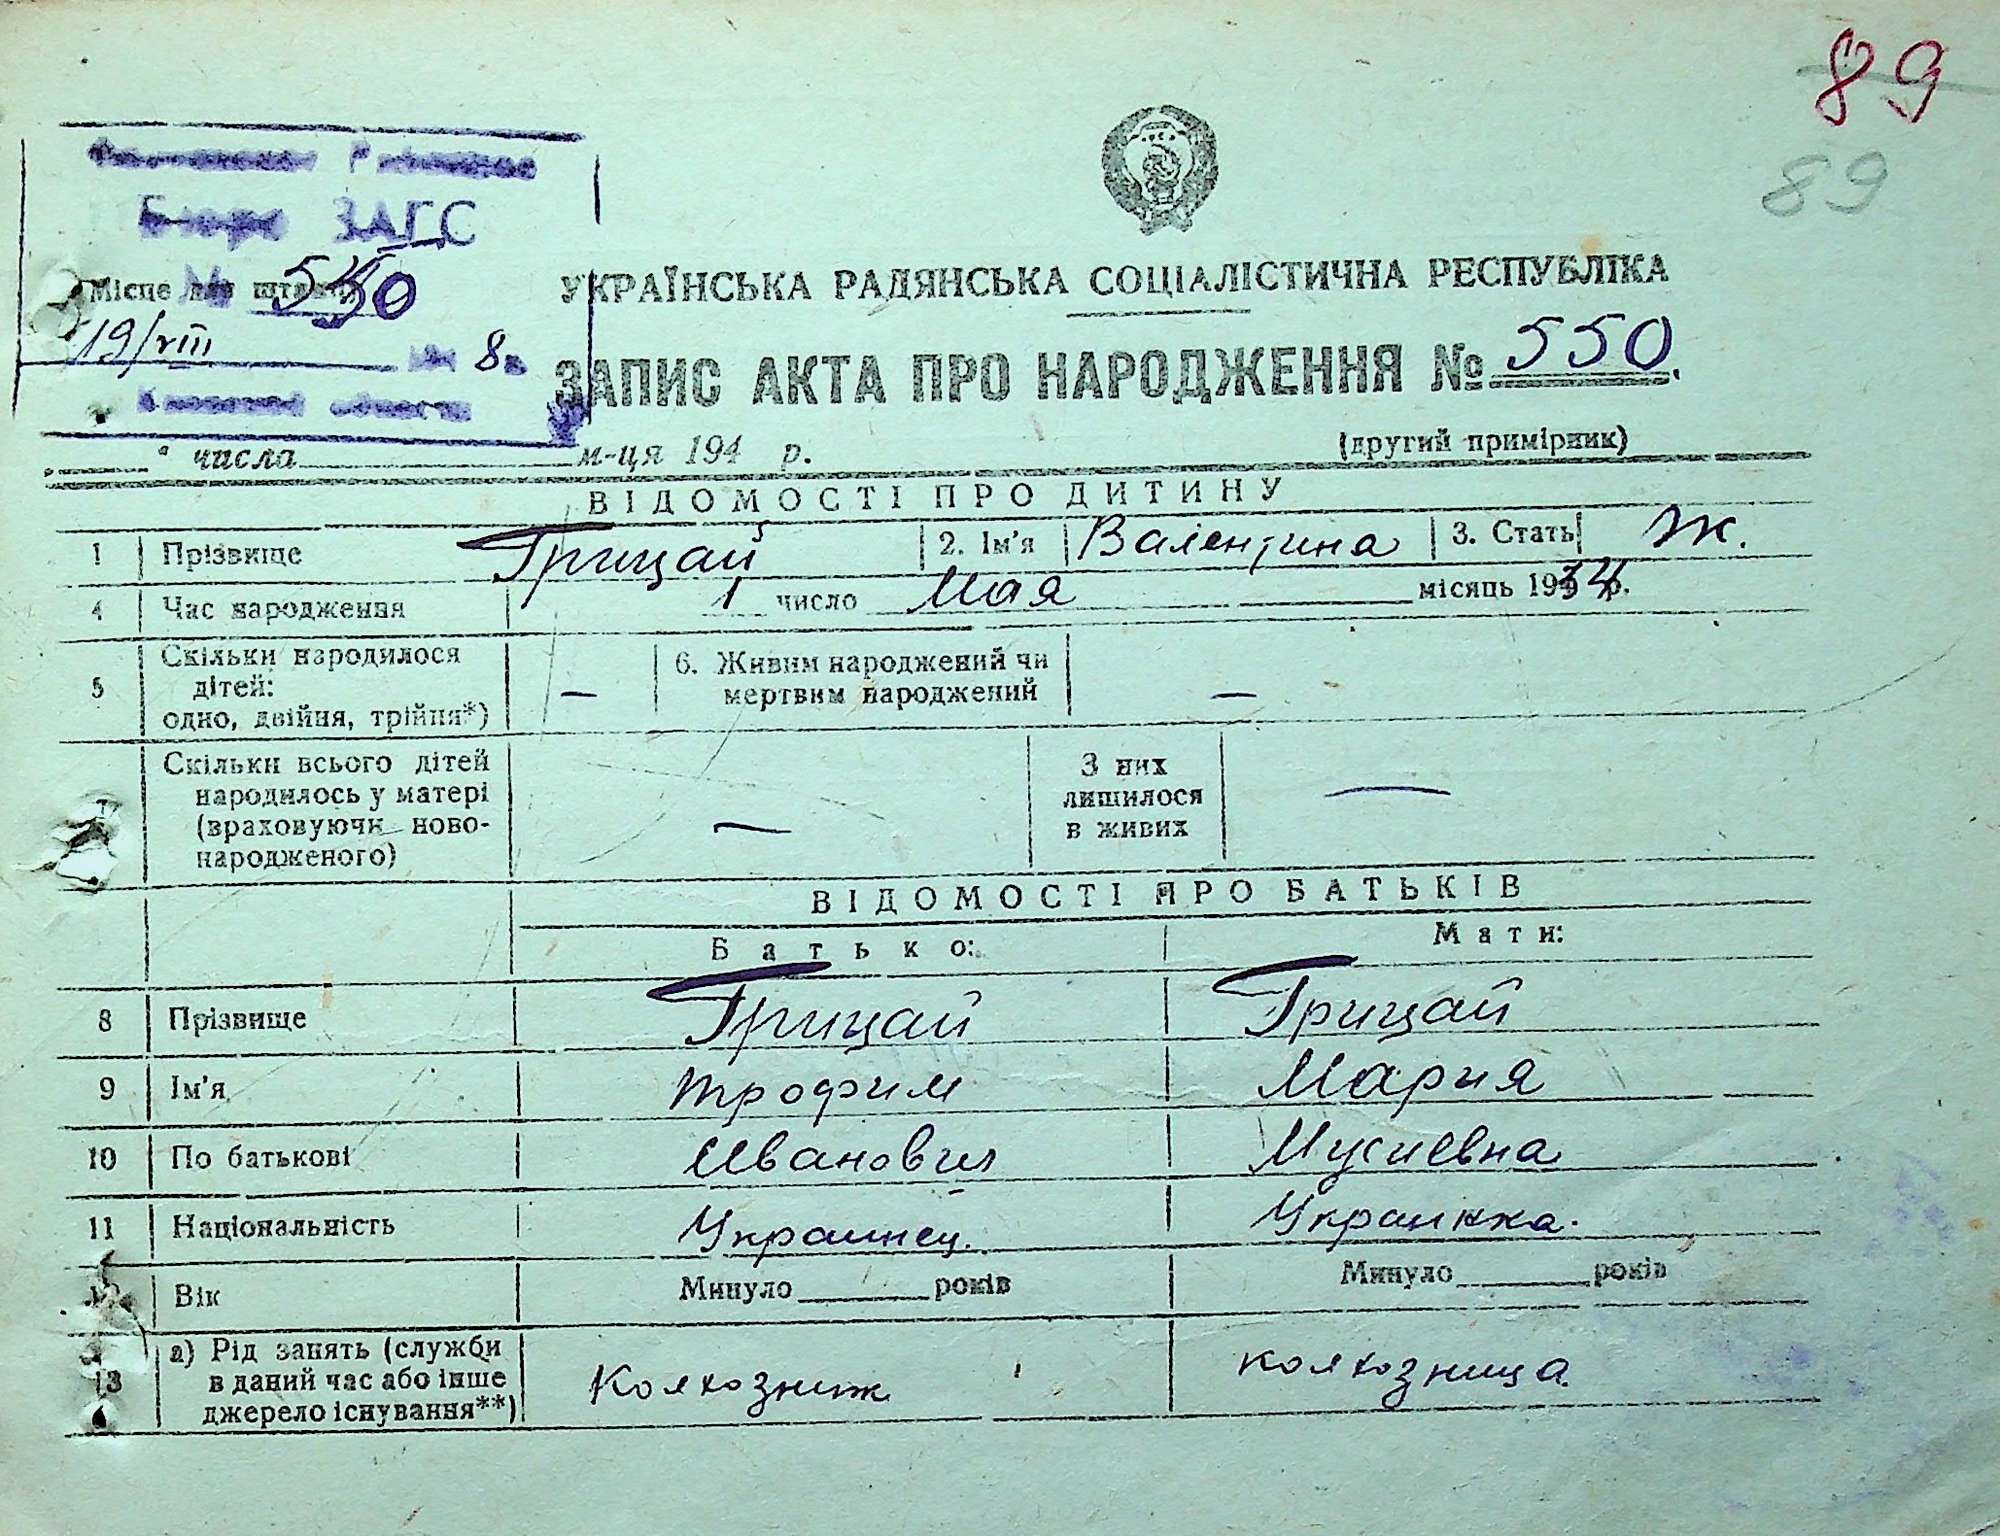 89
89
ЗАГС
Місце для штампу
550
19/VIII 8
УКРАЇНСЬКА РАДЯНСЬКА СОЦІАЛІСТИЧНА РЕСПУБЛІКА
ЗАПИС АКТА ПРО НАРОДЖЕННЯ № 550.
" числа м-ця 194 р. (другий примірник)
ВІДОМОСТІ ПРО ДИТИНУ
1 Прізвище Грицай 2. Ім'я Валентина 3. Стать Ж.
4 Час народження 1 число Мая місяць 1934 р.
5 Скільки народилося дітей: одно, двійня, трійня*) — 6. Живим народжений чи мертвим народжений —
7 Скільки всього дітей народилось у матері (враховуючи новонародженого) — З них лишилося в живих —
ВІДОМОСТІ ПРО БАТЬКІВ
Батько: Мати:
8 Прізвище Грицай Грицай
9 Ім'я Трофим Мария
10 По батькові Иванович Мусиевна
11 Національність Украинец. Украинка.
12 Вік Минуло років Минуло років
13 а) Рід занять (служби в даний час або інше джерело існування**) Колхозник колхозница.